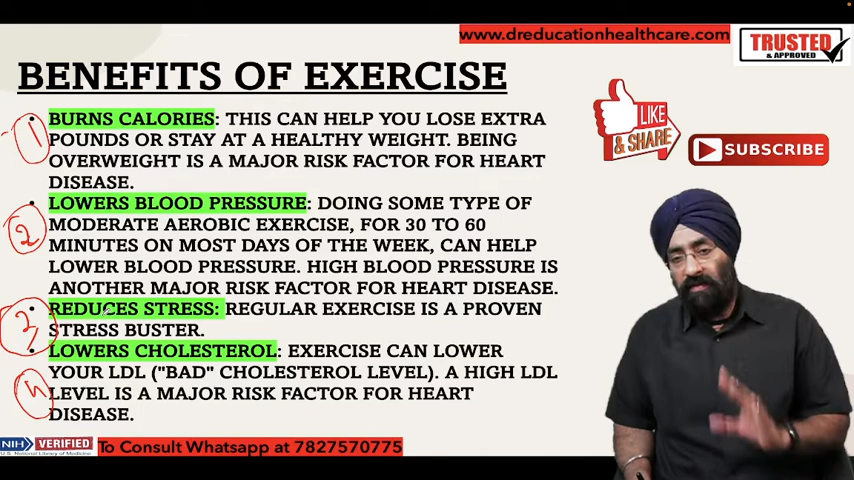 www.dreducationhealthcare.com
TRUSTED
& APPROVED
BENEFITS OF EXERCISE
1
• BURNS CALORIES: THIS CAN HELP YOU LOSE EXTRA
POUNDS OR STAY AT A HEALTHY WEIGHT. BEING
OVERWEIGHT IS A MAJOR RISK FACTOR FOR HEART
DISEASE.
LIKE
& SHARE
SUBSCRIBE
2
• LOWERS BLOOD PRESSURE: DOING SOME TYPE OF
MODERATE AEROBIC EXERCISE, FOR 30 TO 60
MINUTES ON MOST DAYS OF THE WEEK, CAN HELP
LOWER BLOOD PRESSURE. HIGH BLOOD PRESSURE IS
ANOTHER MAJOR RISK FACTOR FOR HEART DISEASE.
3
• REDUCES STRESS: REGULAR EXERCISE IS A PROVEN
STRESS BUSTER.
4
• LOWERS CHOLESTEROL: EXERCISE CAN LOWER
YOUR LDL ("BAD" CHOLESTEROL LEVEL). A HIGH LDL
LEVEL IS A MAJOR RISK FACTOR FOR HEART
DISEASE.
NIH VERIFIED
U.S. National Library of Medicine
To Consult Whatsapp at 7827570775